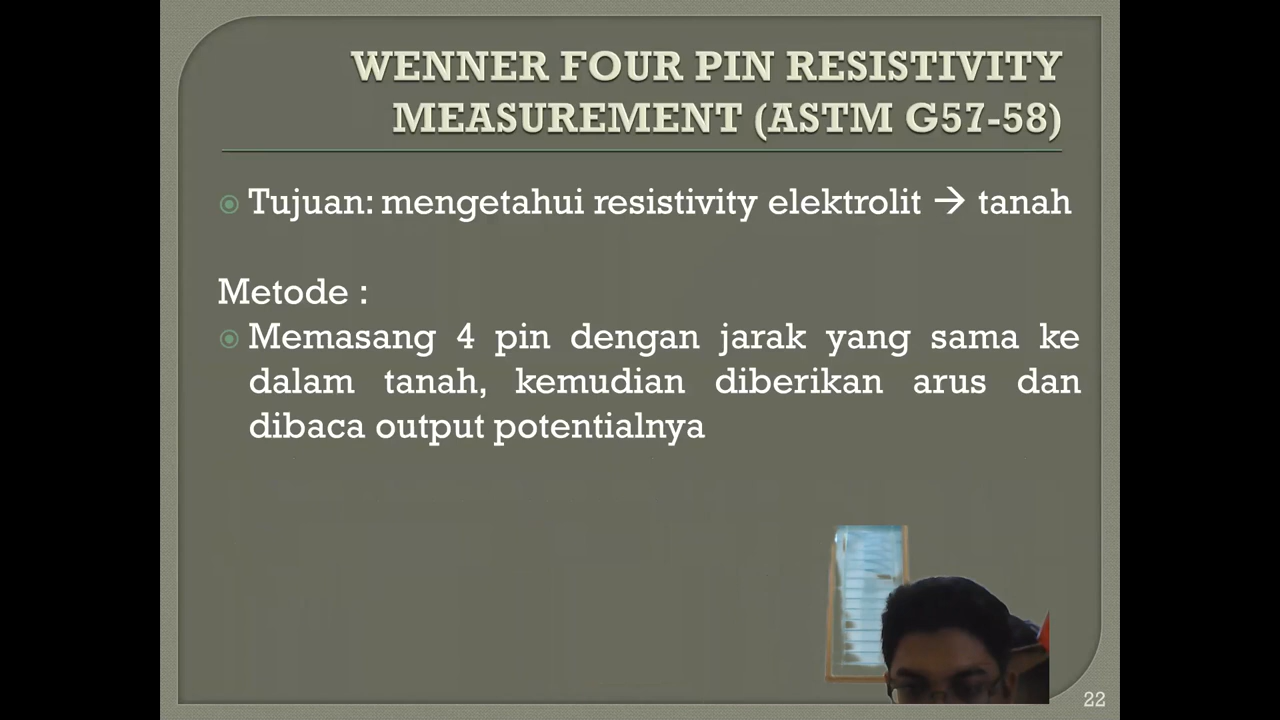 WENNER FOUR PIN RESISTIVITY
MEASUREMENT (ASTM G57-58)
Tujuan: mengetahui resistivity elektrolit → tanah
Metode :
Memasang 4 pin dengan jarak yang sama ke
dalam tanah, kemudian diberikan arus dan
dibaca output potentialnya
22